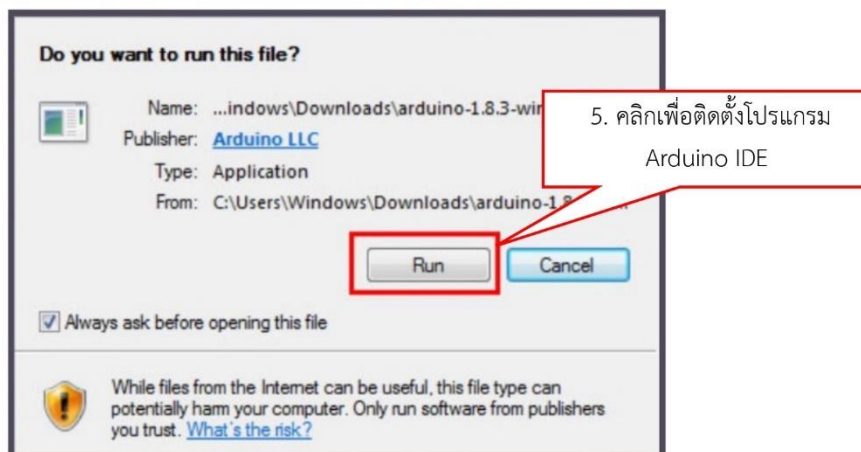 Do you want to run this file?
Name: ...indows\Downloads\arduino-1.8.3-win
Publisher: Arduino LLC
Type: Application
From: C:\Users\Windows\Downloads\arduino-1.8
5. คลิกเพื่อติดตั้งโปรแกรม
Arduino IDE
Run
Cancel
Always ask before opening this file
While files from the Internet can be useful, this file type can
potentially harm your computer. Only run software from publishers
you trust. What's the risk?